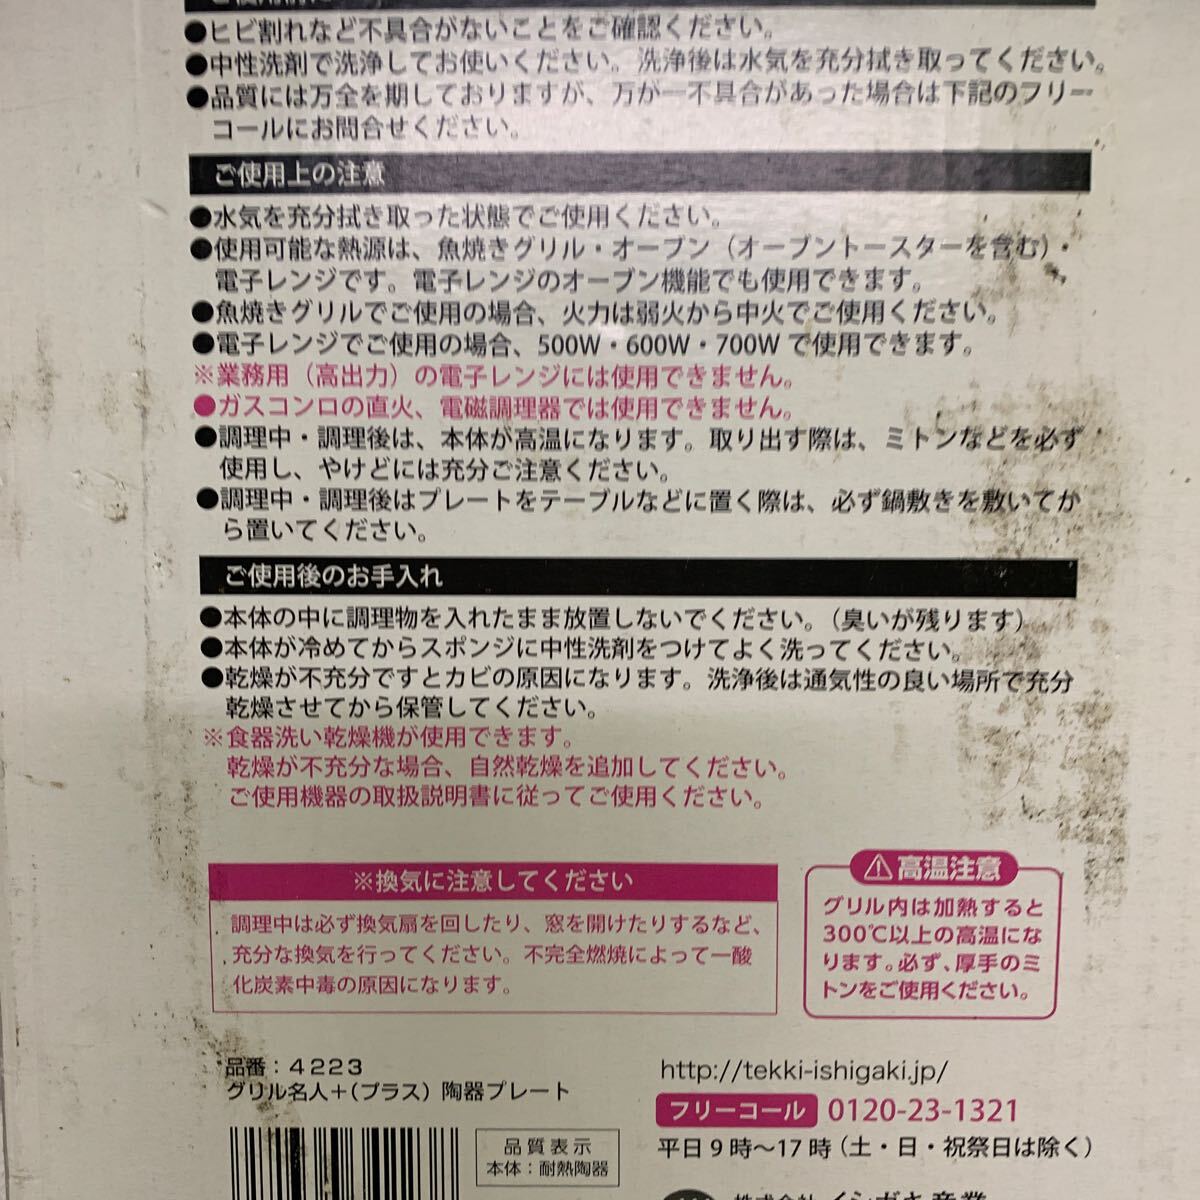 ●ヒビ割れなど不具合がないことをご確認ください。
●中性洗剤で洗浄してお使いください。洗浄後は水気を充分拭き取ってください。
●品質には万全を期しておりますが、万が一不具合があった場合は下記のフリー
コールにお問合せください。
ご使用上の注意
●水気を充分拭き取った状態でご使用ください。
●使用可能な熱源は、魚焼きグリル・オーブン（オーブントースターを含む）・
電子レンジです。電子レンジのオーブン機能でも使用できます。
●魚焼きグリルでご使用の場合、火力は弱火から中火でご使用ください。
●電子レンジでご使用の場合、500W・600W・700Wで使用できます。
※業務用（高出力）の電子レンジには使用できません。
●ガスコンロの直火、電磁調理器では使用できません。
●調理中・調理後は、本体が高温になります。取り出す際は、ミトンなどを必ず
使用し、やけどには充分ご注意ください。
●調理中・調理後はプレートをテーブルなどに置く際は、必ず鍋敷きを敷いてか
ら置いてください。
ご使用後のお手入れ
●本体の中に調理物を入れたまま放置しないでください。（臭いが残ります）
●本体が冷めてからスポンジに中性洗剤をつけてよく洗ってください。
●乾燥が不充分ですとカビの原因になります。洗浄後は通気性の良い場所で充分
乾燥させてから保管してください。
※食器洗い乾燥機が使用できます。
乾燥が不充分な場合、自然乾燥を追加してください。
ご使用機器の取扱説明書に従ってご使用ください。
※換気に注意してください
調理中は必ず換気扇を回したり、窓を開けたりするなど、
充分な換気を行ってください。不完全燃焼によって一酸
化炭素中毒の原因になります。
高温注意
グリル内は加熱すると
300℃以上の高温にな
ります。必ず、厚手のミ
トンをご使用ください。
品番：4223
グリル名人＋（プラス）陶器プレート
品質表示
本体：耐熱陶器
http://tekki-ishigaki.jp/
フリーコール 0120-23-1321
平日9時～17時（土・日・祝祭日は除く）
株式会社イシガキ産業